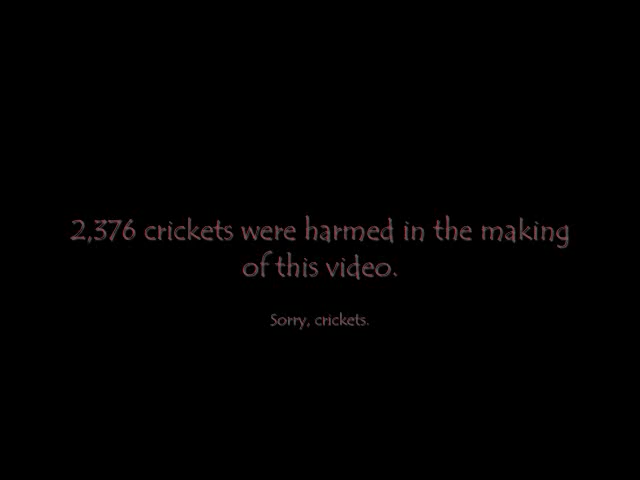 2,376 crickets were harmed in the making
of this video.
Sorry, crickets.